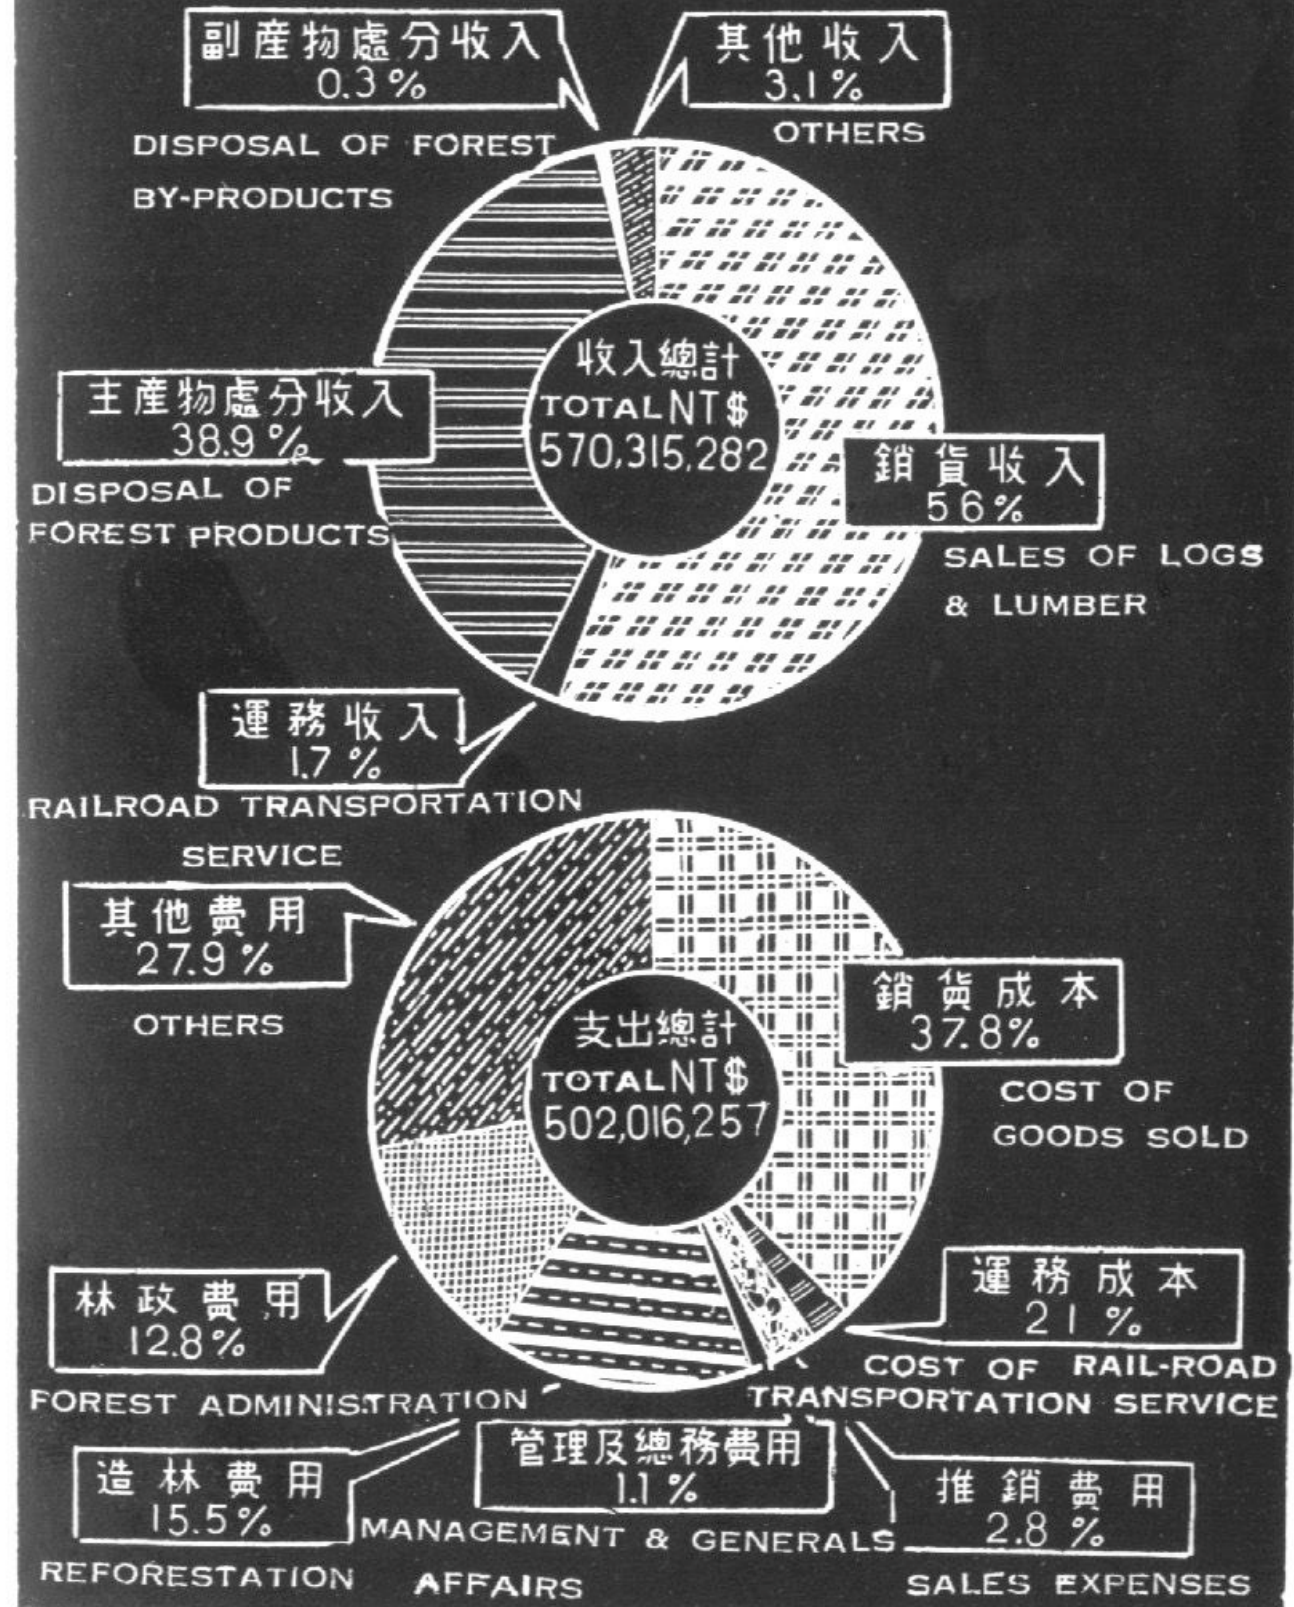 副產物處分收入
0.3%
DISPOSAL OF FOREST
BY-PRODUCTS
其他收入
3.1%
OTHERS
收入總計
TOTAL NT$
570,315,282
主產物處分收入
38.9%
DISPOSAL OF
FOREST PRODUCTS
銷貨收入
56%
SALES OF LOGS
& LUMBER
運務收入
1.7%
RAILROAD TRANSPORTATION
SERVICE
其他費用
27.9%
OTHERS
支出總計
TOTAL NT$
502,016,257
銷貨成本
37.8%
COST OF
GOODS SOLD
林政費用
12.8%
FOREST ADMINISTRATION
運務成本
21%
COST OF RAIL-ROAD
TRANSPORTATION SERVICE
造林費用
15.5%
REFORESTATION
管理及總務費用
1.1%
MANAGEMENT & GENERALS
AFFAIRS
推銷費用
2.8%
SALES EXPENSES